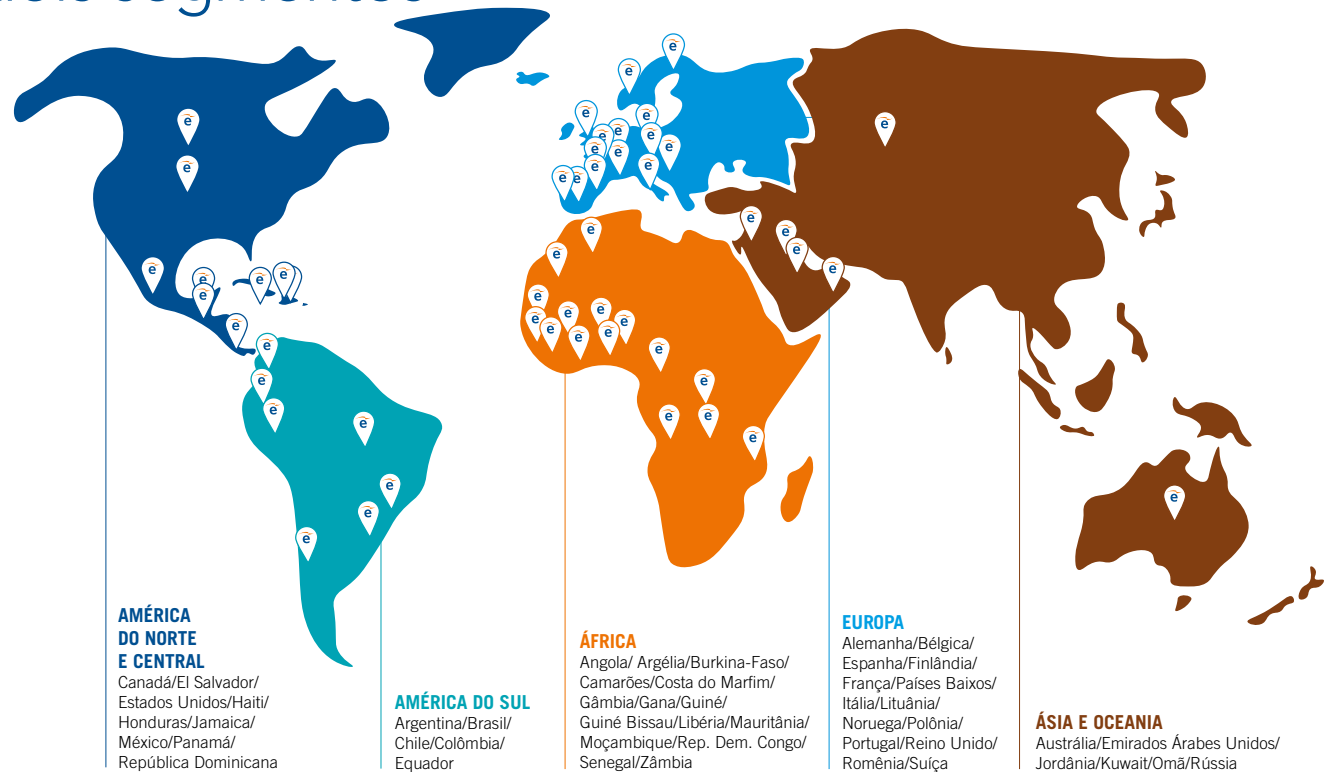 segmentos
AMÉRICA
DO NORTE
E CENTRAL
Canadá/El Salvador/
Estados Unidos/Haiti/
Honduras/Jamaica/
México/Panamá/
República Dominicana
AMÉRICA DO SUL
Argentina/Brasil/
Chile/Colômbia/
Equador
ÁFRICA
Angola/ Argélia/Burkina-Faso/
Camarões/Costa do Marfim/
Gâmbia/Gana/Guiné/
Guiné Bissau/Libéria/Mauritânia/
Moçambique/Rep. Dem. Congo/
Senegal/Zâmbia
EUROPA
Alemanha/Bélgica/
Espanha/Finlândia/
França/Países Baixos/
Itália/Lituânia/
Noruega/Polônia/
Portugal/Reino Unido/
Romênia/Suíça
ÁSIA E OCEANIA
Austrália/Emirados Árabes Unidos/
Jordânia/Kuwait/Omã/Rússia